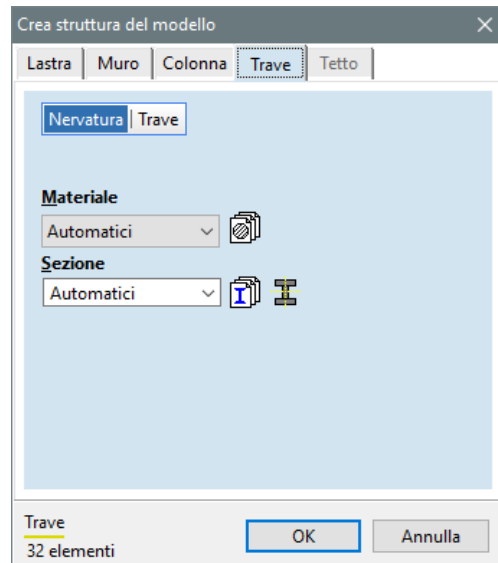 Crea struttura del modello
Lastra Muro Colonna Trave Tetto
Nervatura | Trave
Materiale
Automatici
Sezione
Automatici
Trave
32 elementi
OK Annulla